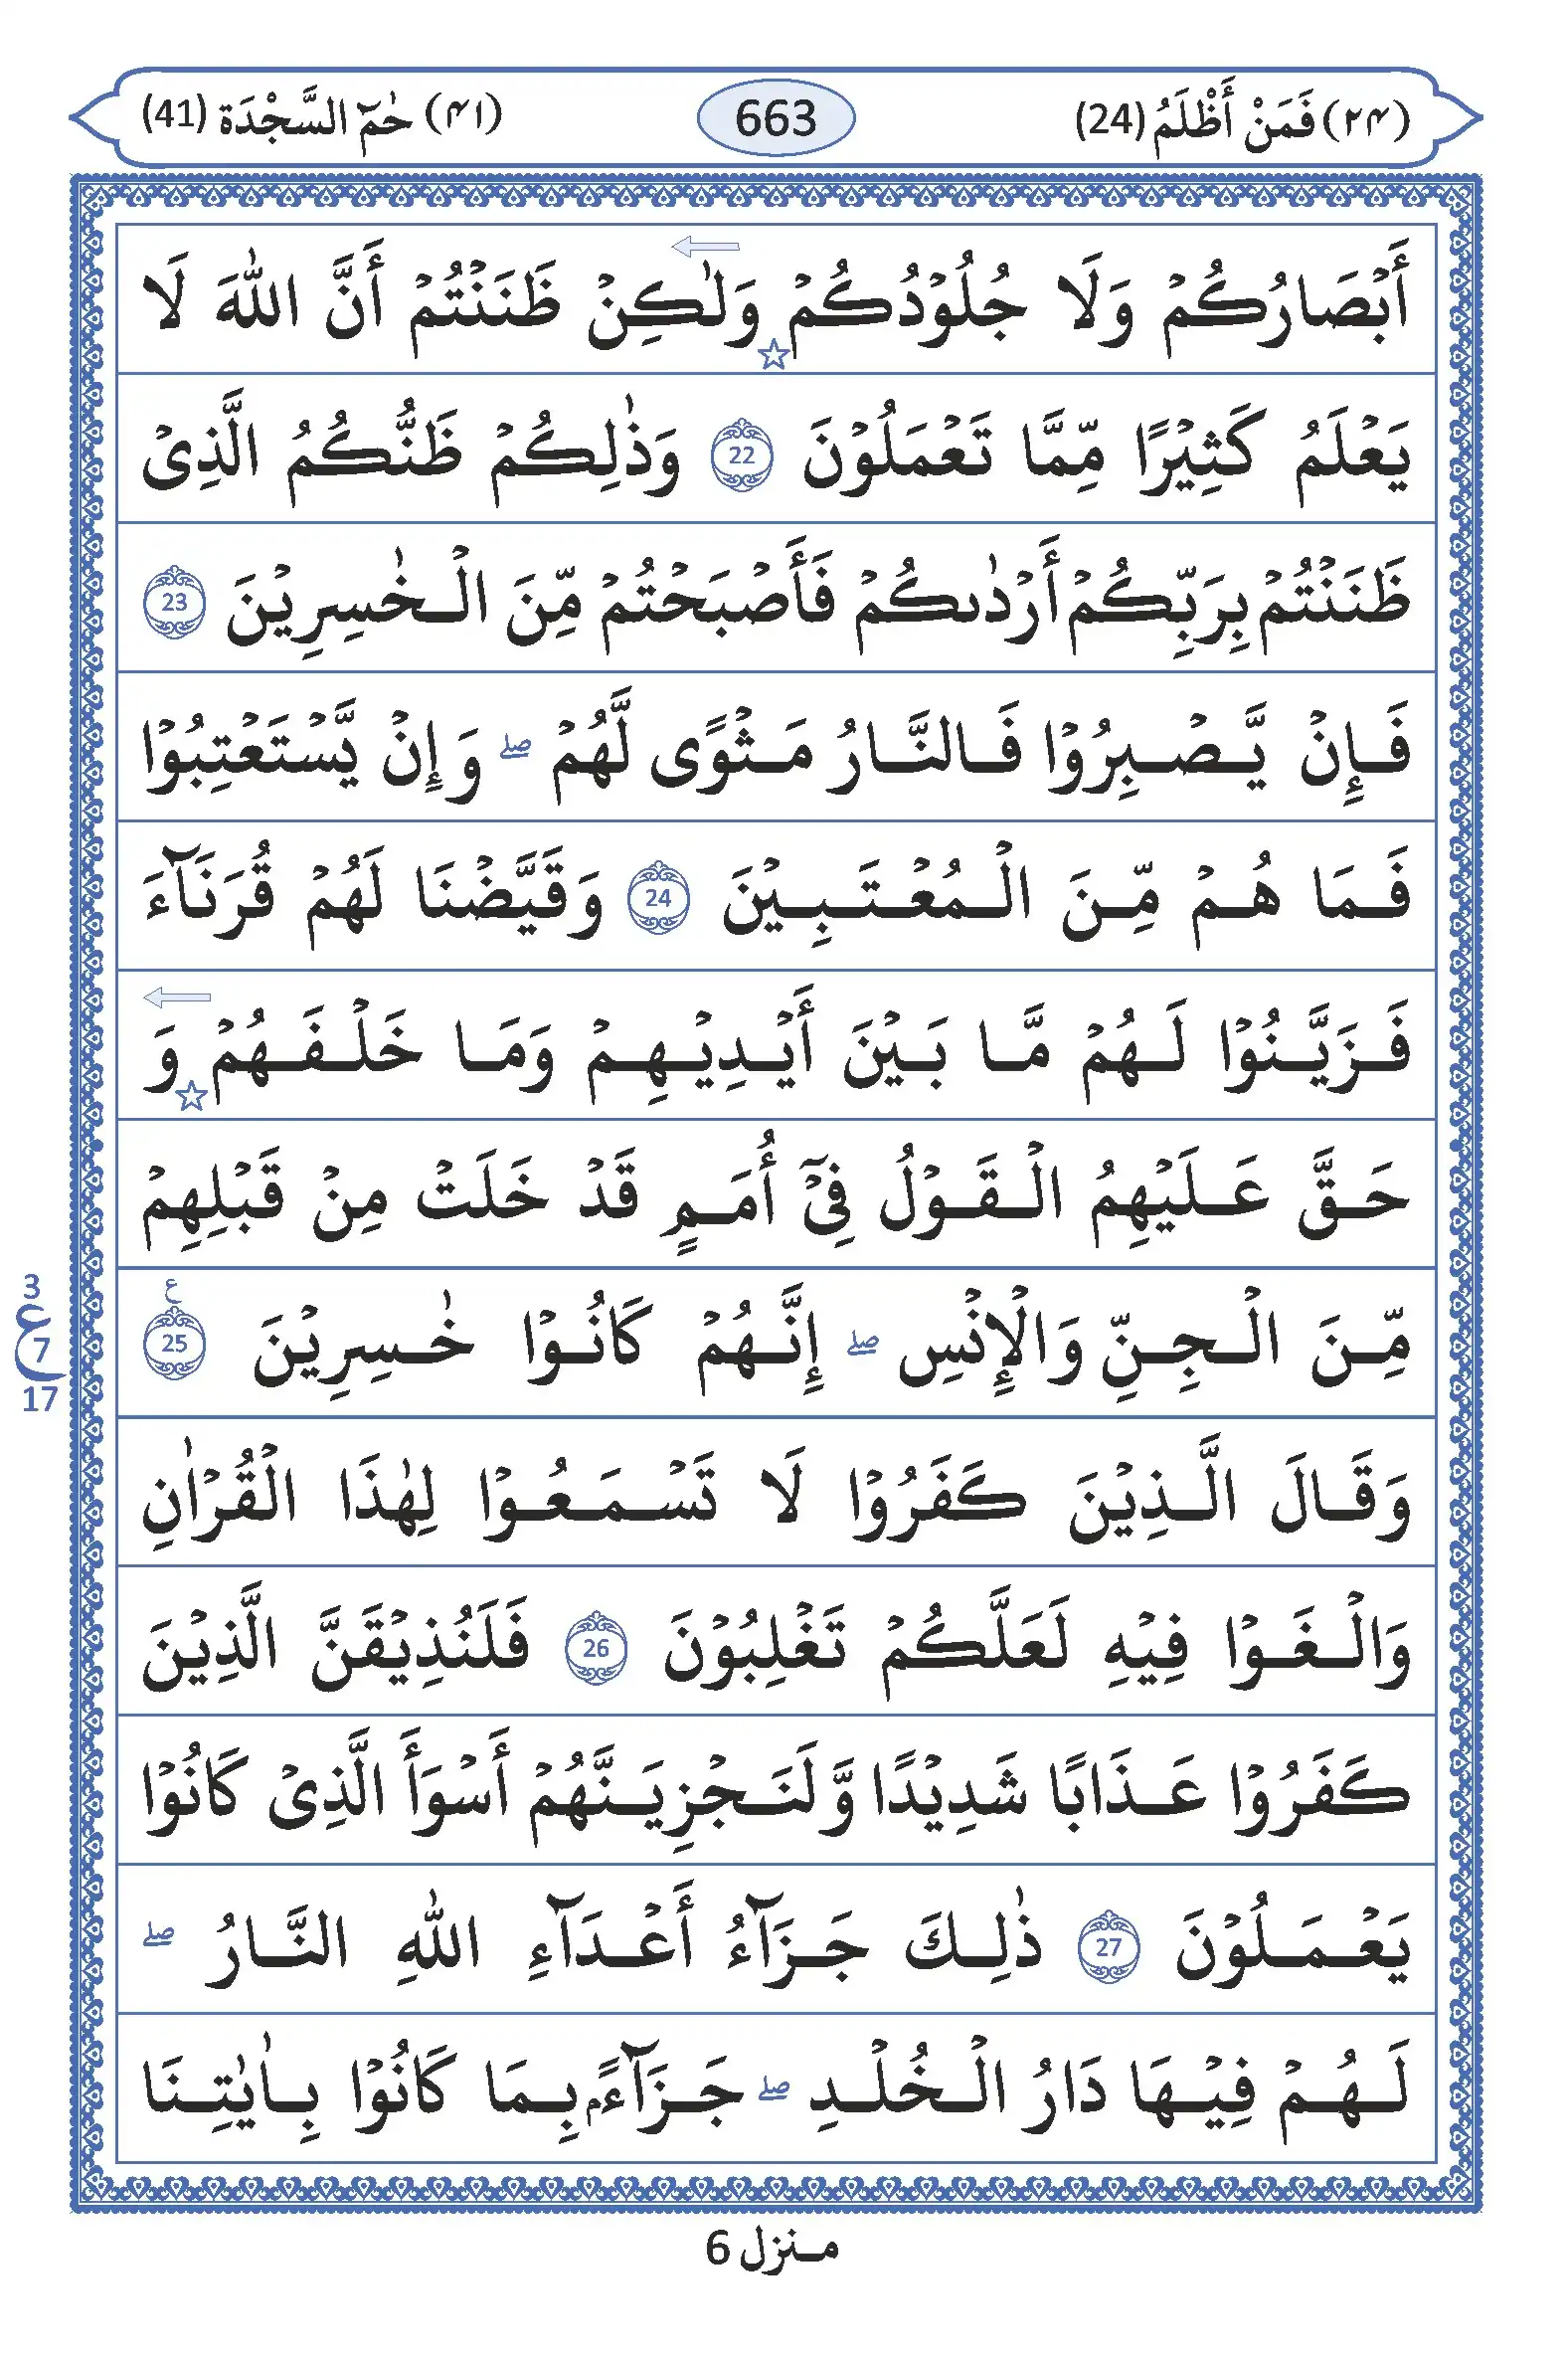 (۲۴) فَمَنْ أَظْلَمُ (24) 663 (۴۱) حٰمٓ السَّجْدَة (41)
أَبْصَارُكُمْ وَلَا جُلُوْدُكُمْ وَلٰكِنْ ظَنَنْتُمْ أَنَّ اللّٰهَ لَا
يَعْلَمُ كَثِيْرًا مِّمَّا تَعْمَلُوْنَ 22 وَذٰلِكُمْ ظَنُّكُمُ الَّذِىْ
ظَنَنْتُمْ بِرَبِّكُمْ أَرْدٰىكُمْ فَأَصْبَحْتُمْ مِّنَ الْخٰسِرِيْنَ 23
فَإِنْ يَّصْبِرُوْا فَالنَّارُ مَثْوًى لَّهُمْ ۖ وَإِنْ يَّسْتَعْتِبُوْا
فَمَا هُمْ مِّنَ الْمُعْتَبِيْنَ 24 وَقَيَّضْنَا لَهُمْ قُرَنَآءَ
فَزَيَّنُوْا لَهُمْ مَّا بَيْنَ أَيْدِيْهِمْ وَمَا خَلْفَهُمْ وَ
حَقَّ عَلَيْهِمُ الْقَوْلُ فِىْٓ أُمَمٍ قَدْ خَلَتْ مِنْ قَبْلِهِمْ
مِّنَ الْجِنِّ وَالْإِنْسِ ۖ إِنَّهُمْ كَانُوْا خٰسِرِيْنَ 25 ع
3 ع 7 17
وَقَالَ الَّذِيْنَ كَفَرُوْا لَا تَسْمَعُوْا لِهٰذَا الْقُرْاٰنِ
وَالْغَوْا فِيْهِ لَعَلَّكُمْ تَغْلِبُوْنَ 26 فَلَنُذِيْقَنَّ الَّذِيْنَ
كَفَرُوْا عَذَابًا شَدِيْدًا وَّلَنَجْزِيَنَّهُمْ أَسْوَأَ الَّذِىْ كَانُوْا
يَعْمَلُوْنَ 27 ذٰلِكَ جَزَآءُ أَعْدَآءِ اللّٰهِ النَّارُ ۖ
لَهُمْ فِيْهَا دَارُ الْخُلْدِ ۖ جَزَآءًۢ بِمَا كَانُوْا بِاٰيٰتِنَا
منزل 6